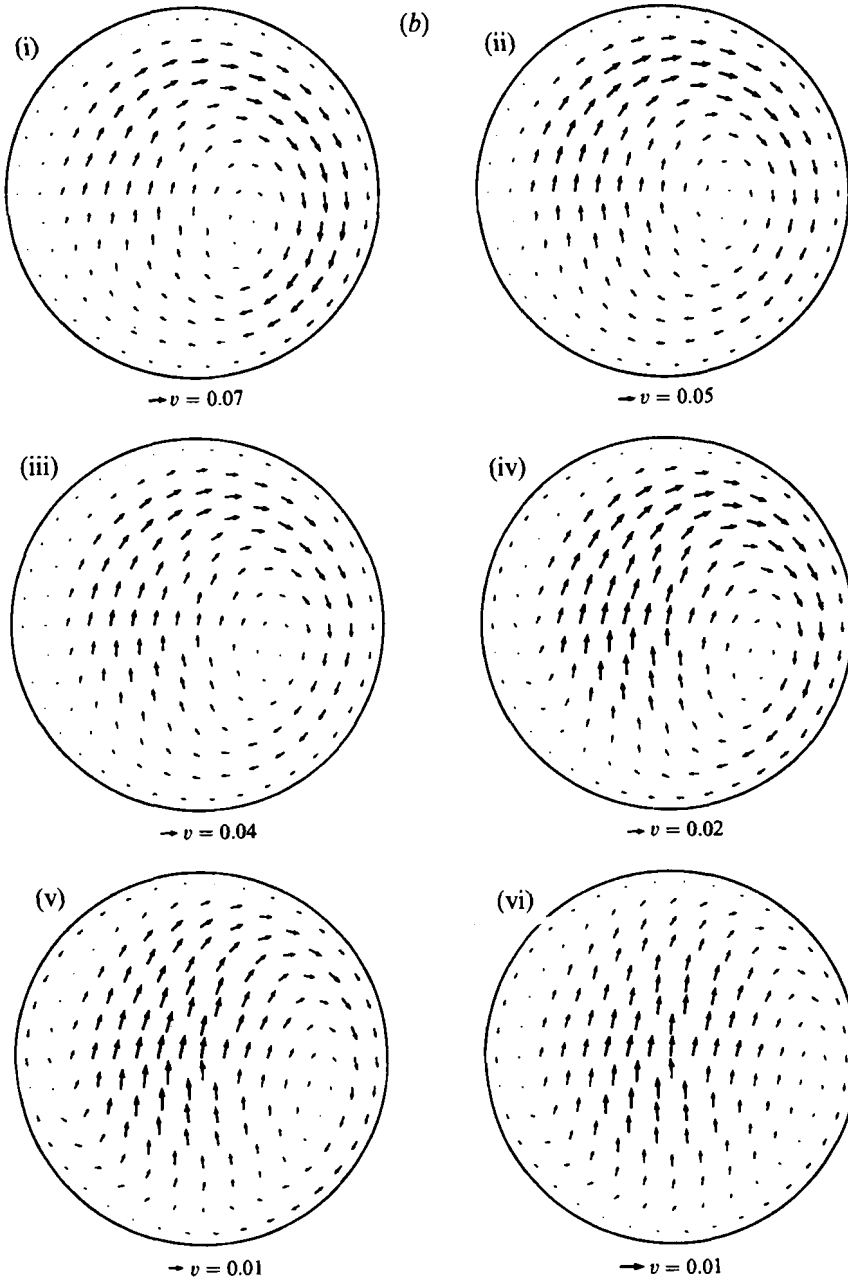 (b)
(i)
(ii)
v = 0.07
v = 0.05
(iii)
(iv)
v = 0.04
v = 0.02
(v)
(vi)
v = 0.01
v = 0.01